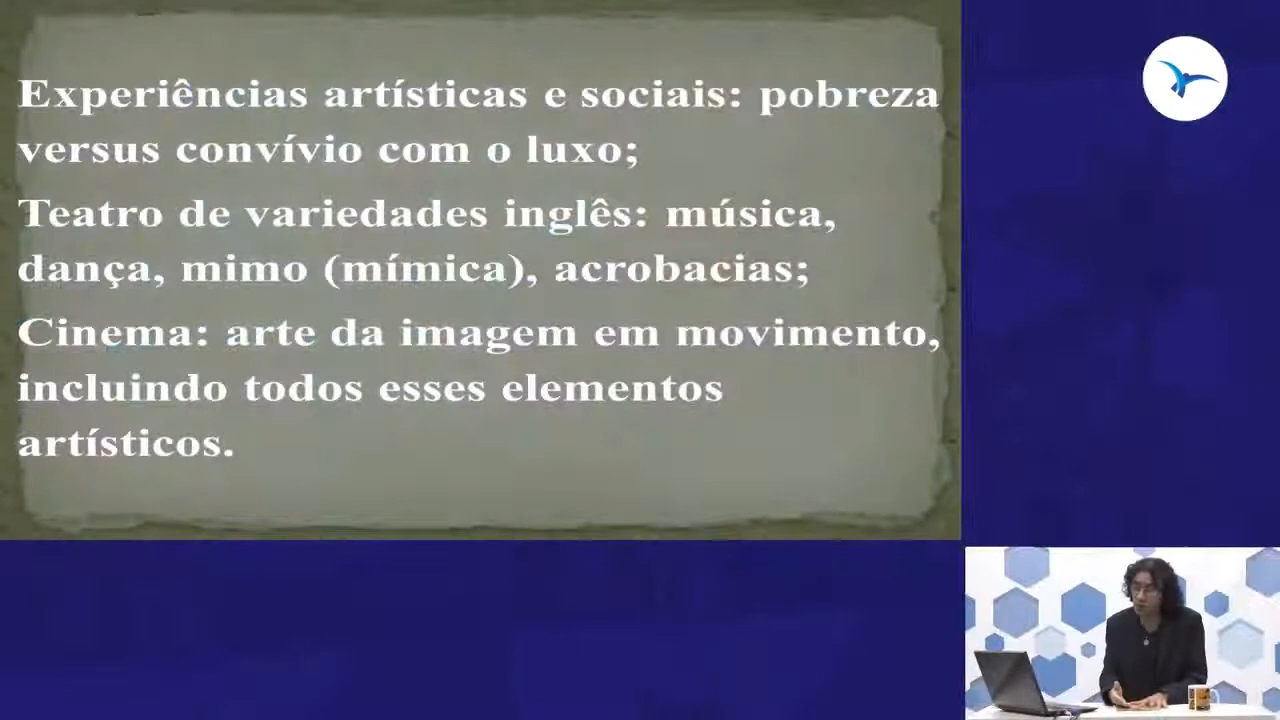 Experiências artísticas e sociais: pobreza
versus convívio com o luxo;
Teatro de variedades inglês: música,
dança, mimo (mímica), acrobacias;
Cinema: arte da imagem em movimento,
incluindo todos esses elementos
artísticos.